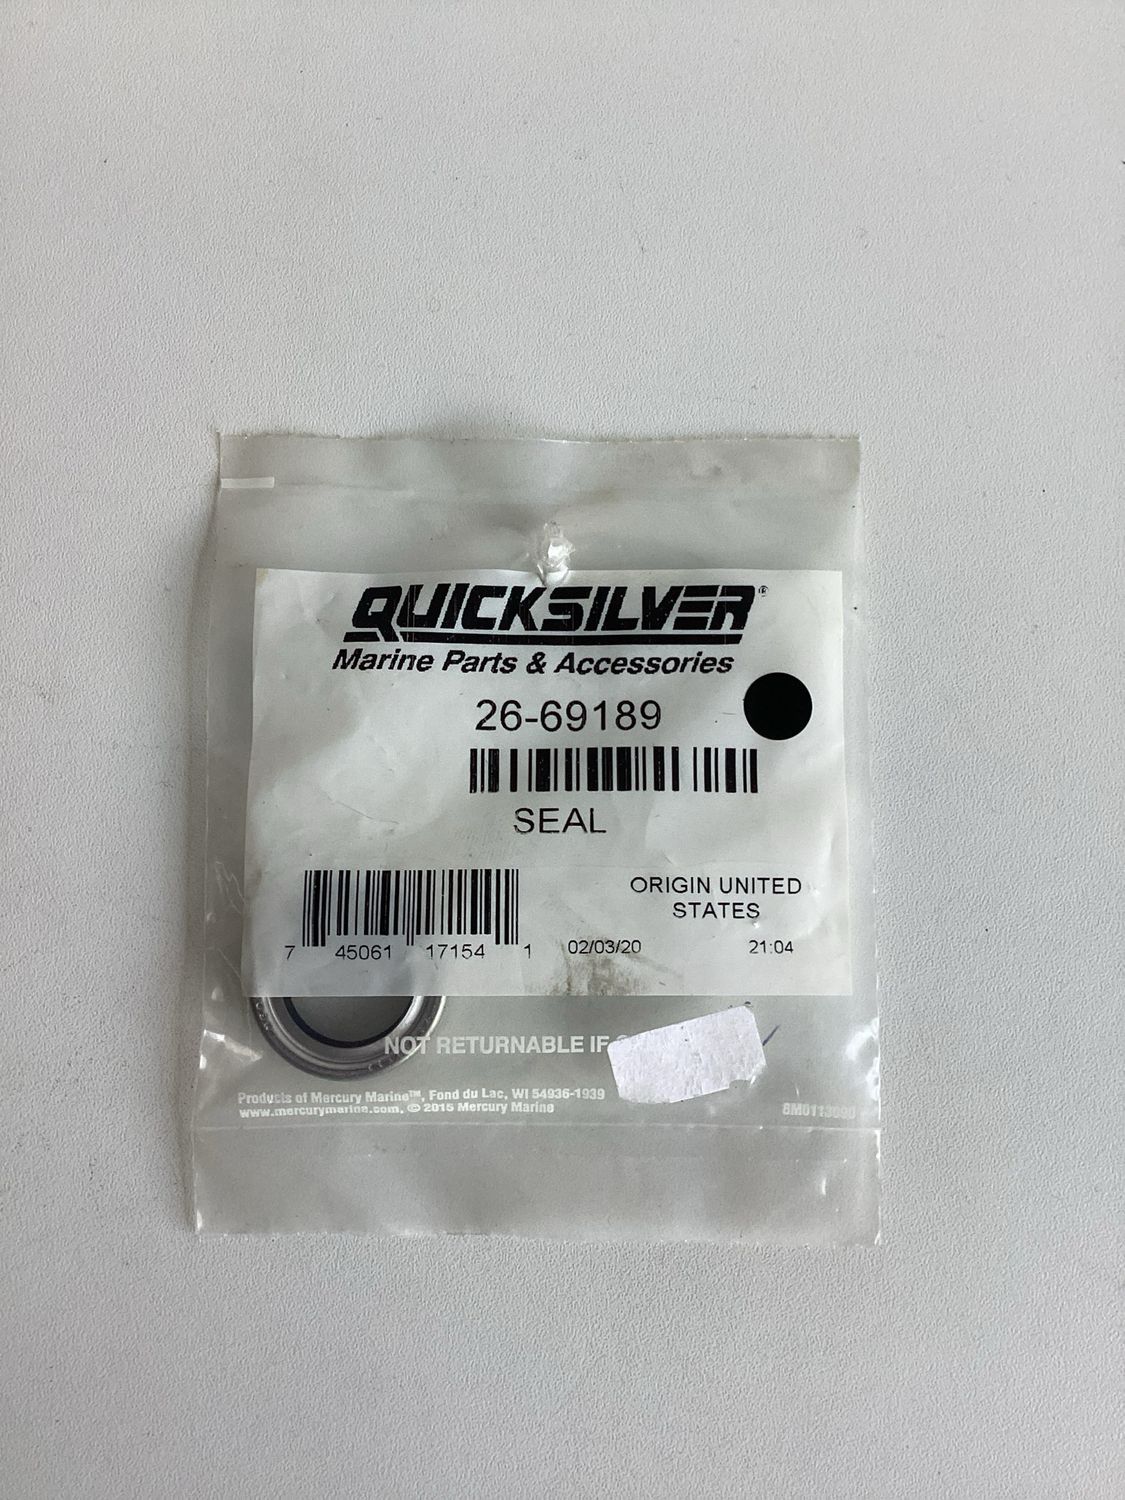 QUICKSILVER®
Marine Parts & Accessories
26-69189
SEAL
7 45061 17154 1
ORIGIN UNITED
STATES
02/03/20 21:04
NOT RETURNABLE IF
Products of Mercury Marine™, Fond du Lac, WI 54936-1939
www.mercurymarine.com, © 2015 Mercury Marine